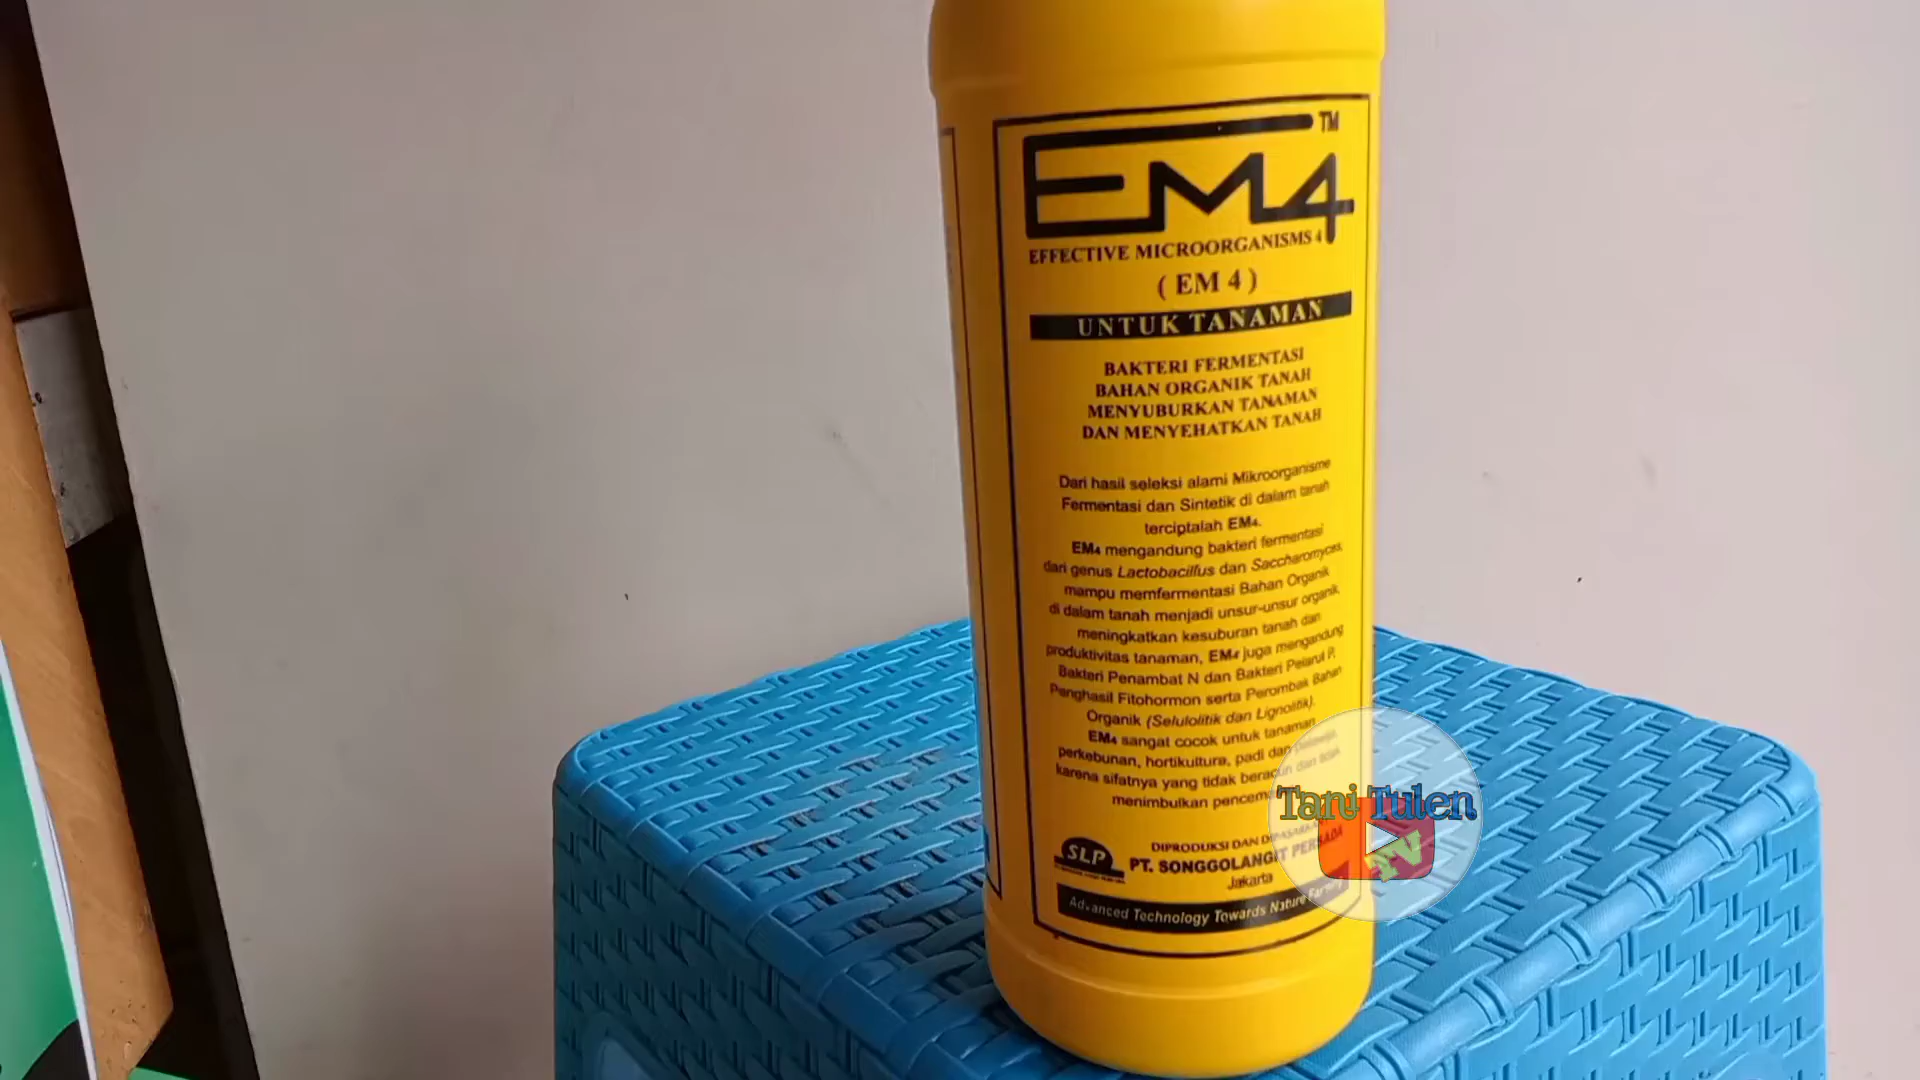 EM4 TM
EFFECTIVE MICROORGANISMS 4
( EM 4 )
UNTUK TANAMAN
BAKTERI FERMENTASI
BAHAN ORGANIK TANAH
MENYUBURKAN TANAMAN
DAN MENYEHATKAN TANAH
Dari hasil seleksi alami Mikroorganisme
Fermentasi dan Sintetik di dalam tanah
terciptalah EM4.
EM4 mengandung bakteri fermentasi
dari genus Lactobacillus dan Saccharomyces,
mampu memfermentasi Bahan Organik
di dalam tanah menjadi unsur-unsur organik,
meningkatkan kesuburan tanah dan
produktivitas tanaman, EM4 juga mengandung
Bakteri Penambat N dan Bakteri Pelarut P,
Penghasil Fitohormon serta Perombak Bahan
Organik (Selulolitik dan Lignolitik).
EM4 sangat cocok untuk tanaman
perkebunan, hortikultura, padi dan
karena sifatnya yang tidak beracun dan tidak
menimbulkan
Tani Tulen
TV
DIPRODUKSI DAN DIPASARKAN
SLP PT. SONGGOLANGIT PERSADA
Jakarta
Advanced Technology Towards Nature Farming